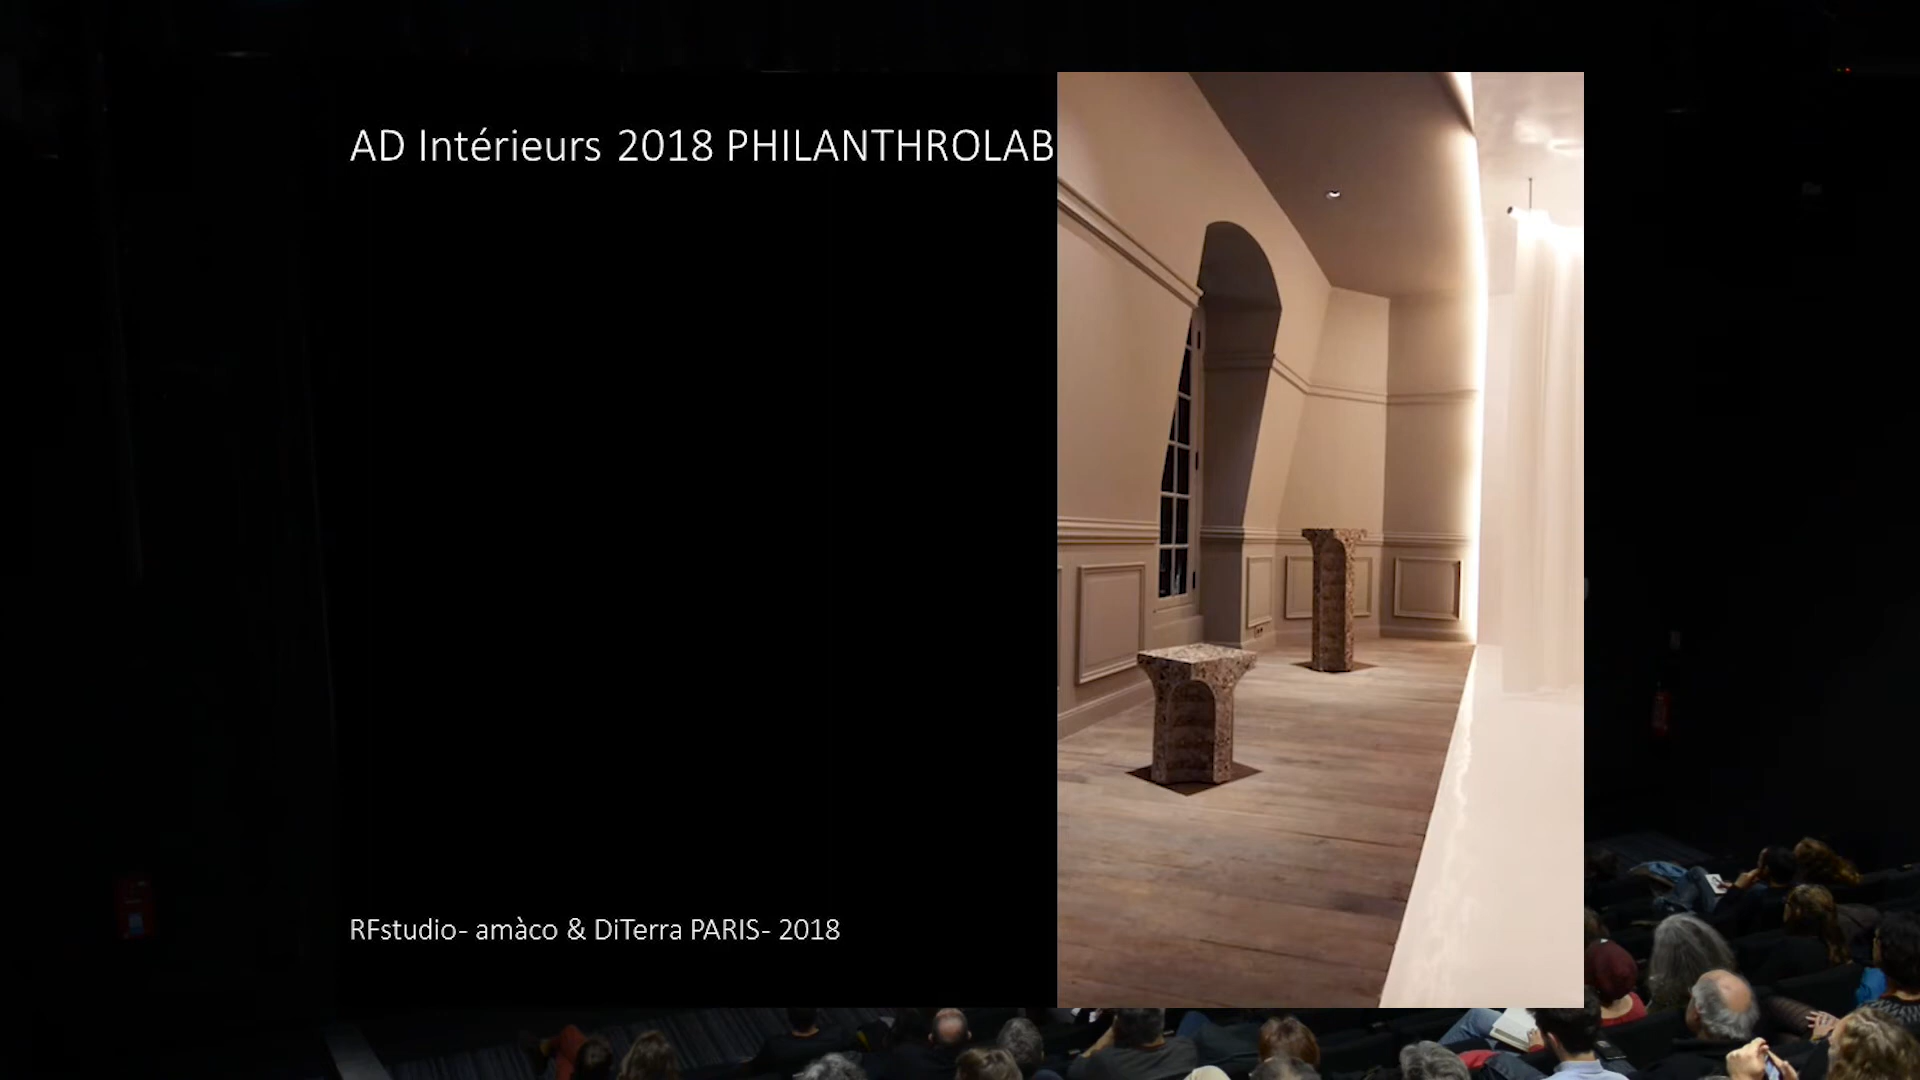 AD Intérieurs 2018 PHILANTHROLAB
RFstudio- amàco & DiTerra PARIS- 2018